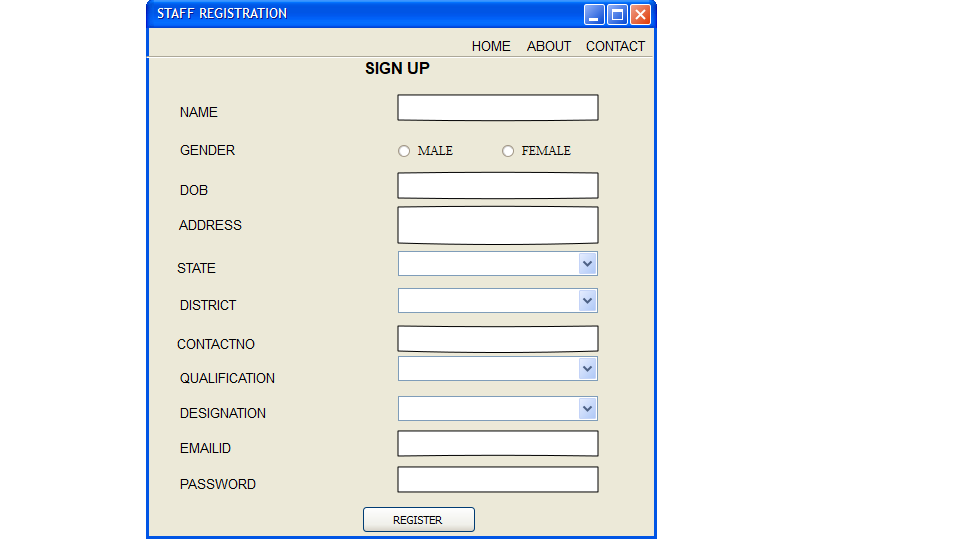 STAFF REGISTRATION
HOME ABOUT CONTACT
SIGN UP
NAME
GENDER MALE FEMALE
DOB
ADDRESS
STATE
DISTRICT
CONTACTNO
QUALIFICATION
DESIGNATION
EMAILID
PASSWORD
REGISTER